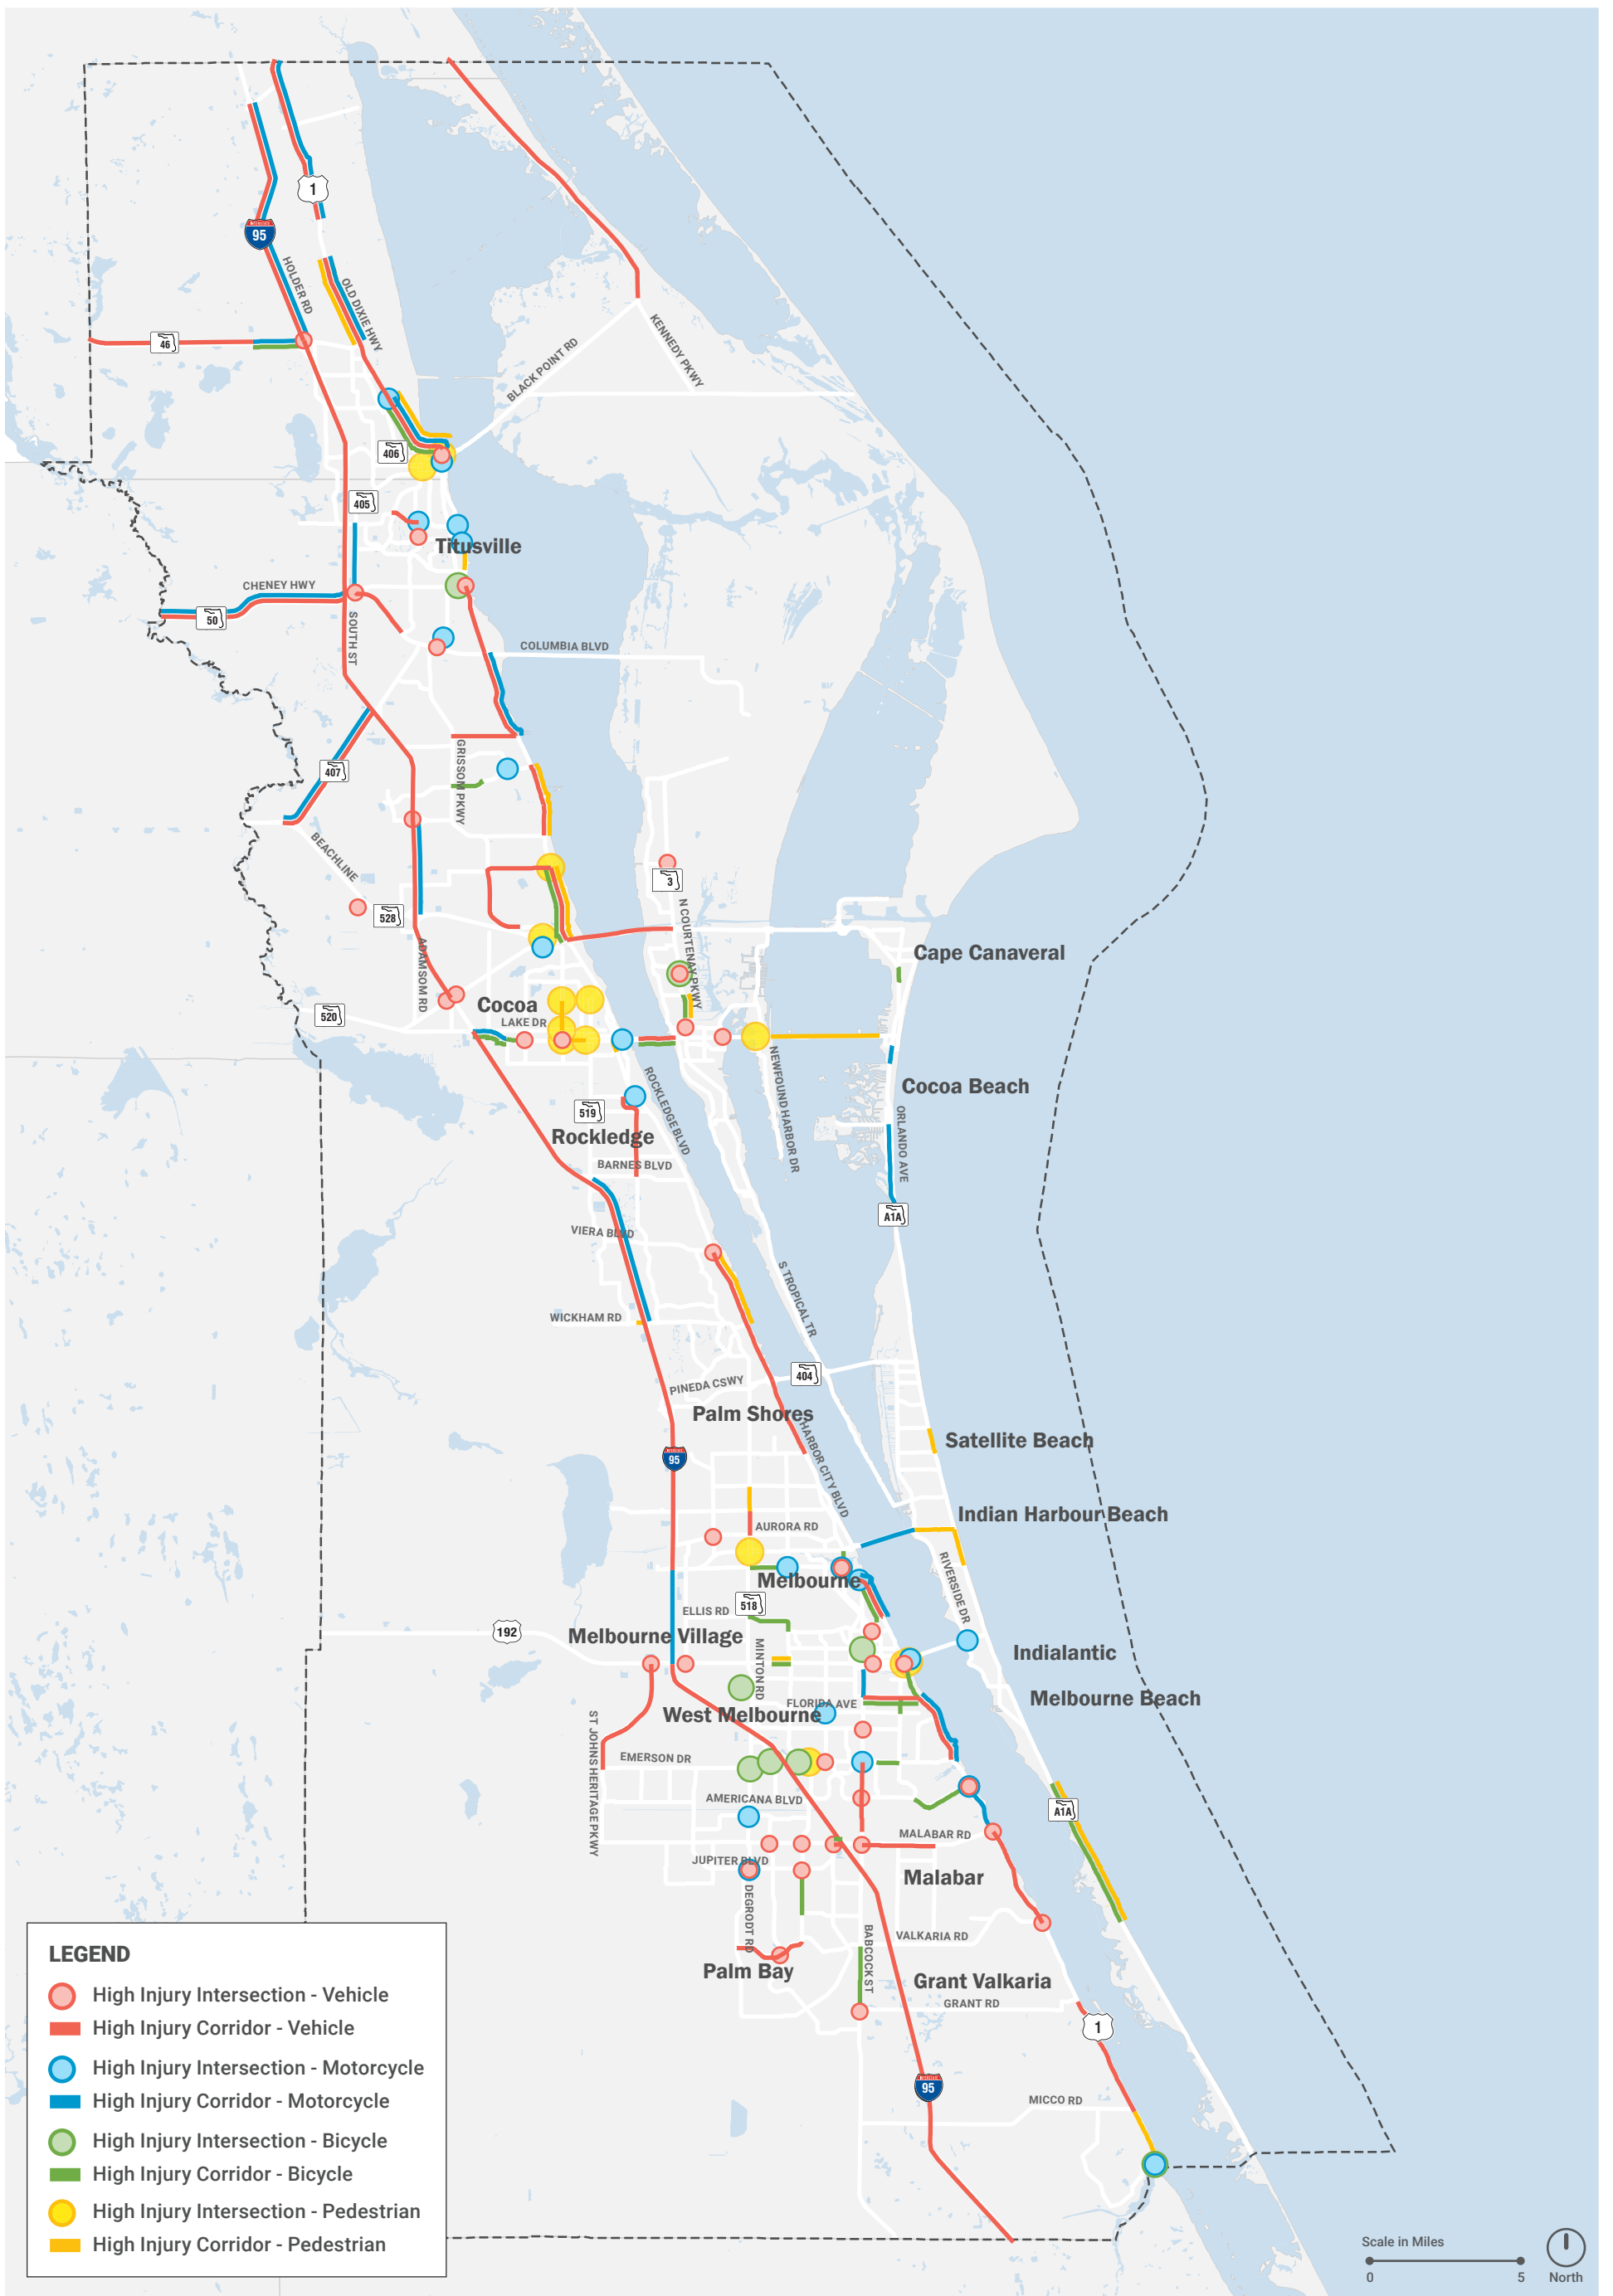 1
95
HOLDER RD
OLD DIXIE HWY
46
KENNEDY PKWY
BLACK POINT RD
406
405
Titusville
CHENEY HWY
50
SOUTH ST
COLUMBIA BLVD
GRISSOM PKWY
407
BEACHLINE
3
528
N COURTENAY PKWY
ADAMSOM RD
Cape Canaveral
Cocoa
520
LAKE DR
NEWFOUND HARBOR DR
Cocoa Beach
ROCKLEDGE BLVD
519
ORLANDO AVE
Rockledge
BARNES BLVD
A1A
VIERA BLVD
S TROPICAL TR
WICKHAM RD
404
PINEDA CSWY
Palm Shores
HARBOR CITY BLVD
Satellite Beach
95
Indian Harbour Beach
AURORA RD
RIVERSIDE DR
Melbourne
518
ELLIS RD
192
Melbourne Village
MINTON RD
Indialantic
Melbourne Beach
FLORIDA AVE
West Melbourne
ST JOHNS HERITAGE PKWY
EMERSON DR
AMERICANA BLVD
A1A
MALABAR RD
JUPITER BLVD
Malabar
DEGRODT RD
BABCOCK ST
VALKARIA RD
Palm Bay
Grant Valkaria
GRANT RD
1
95
MICCO RD
LEGEND
High Injury Intersection - Vehicle
High Injury Corridor - Vehicle
High Injury Intersection - Motorcycle
High Injury Corridor - Motorcycle
High Injury Intersection - Bicycle
High Injury Corridor - Bicycle
High Injury Intersection - Pedestrian
High Injury Corridor - Pedestrian
Scale in Miles
0 5 North